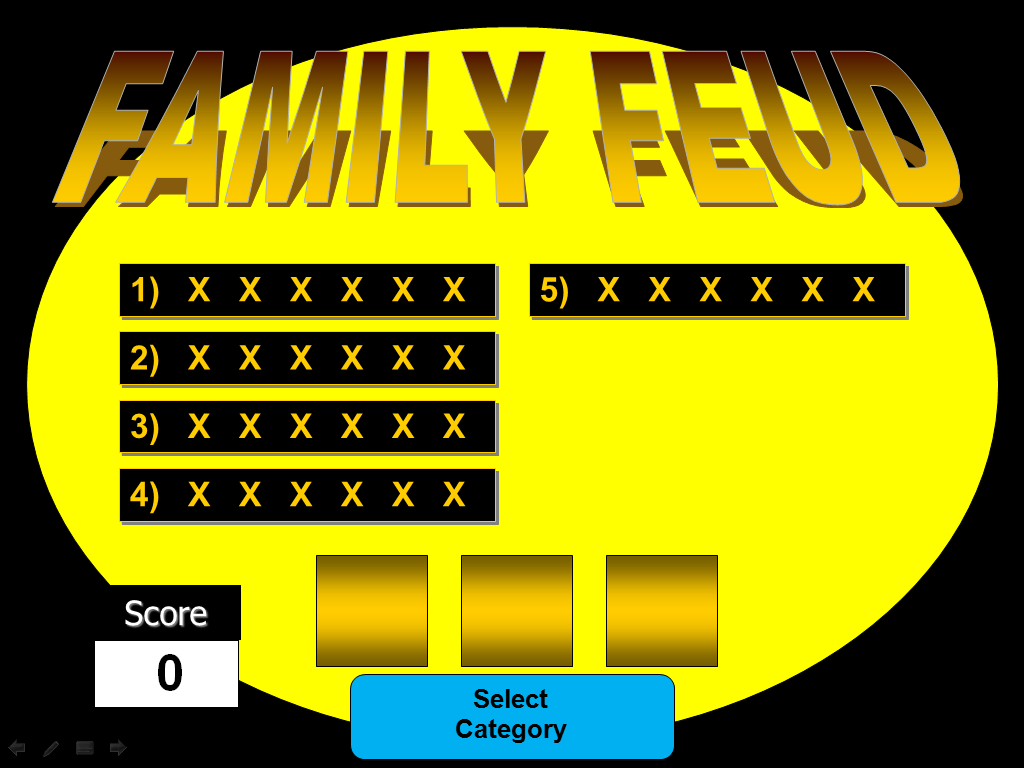 FAMILY FEUD
1) X X X X X X
2) X X X X X X
3) X X X X X X
4) X X X X X X
5) X X X X X X
Score
0
Select
Category